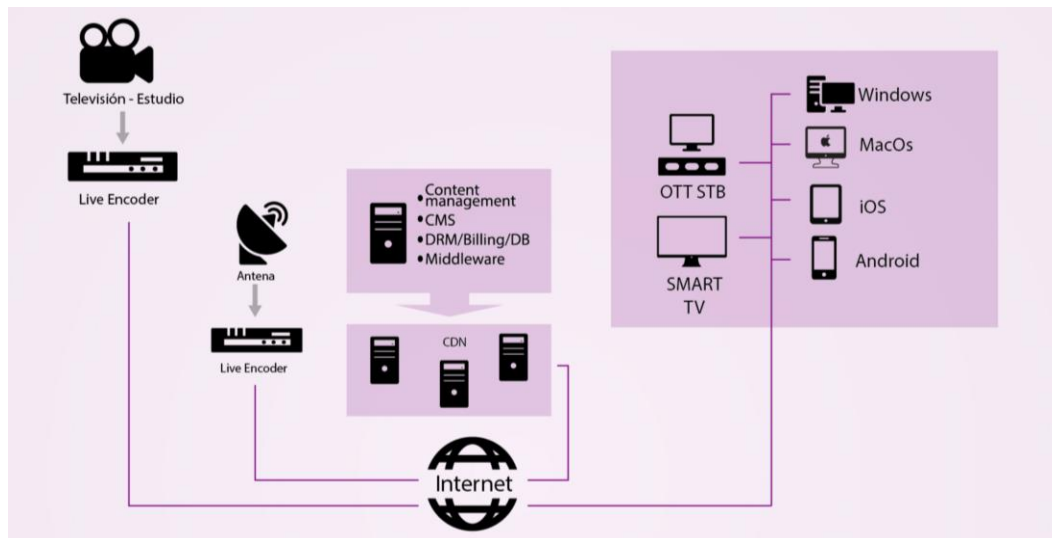 Televisión - Estudio
Live Encoder
Antena
Live Encoder
• Content
management
• CMS
• DRM/Billing/DB
• Middleware
CDN
Internet
OTT STB
SMART
TV
Windows
MacOs
iOS
Android